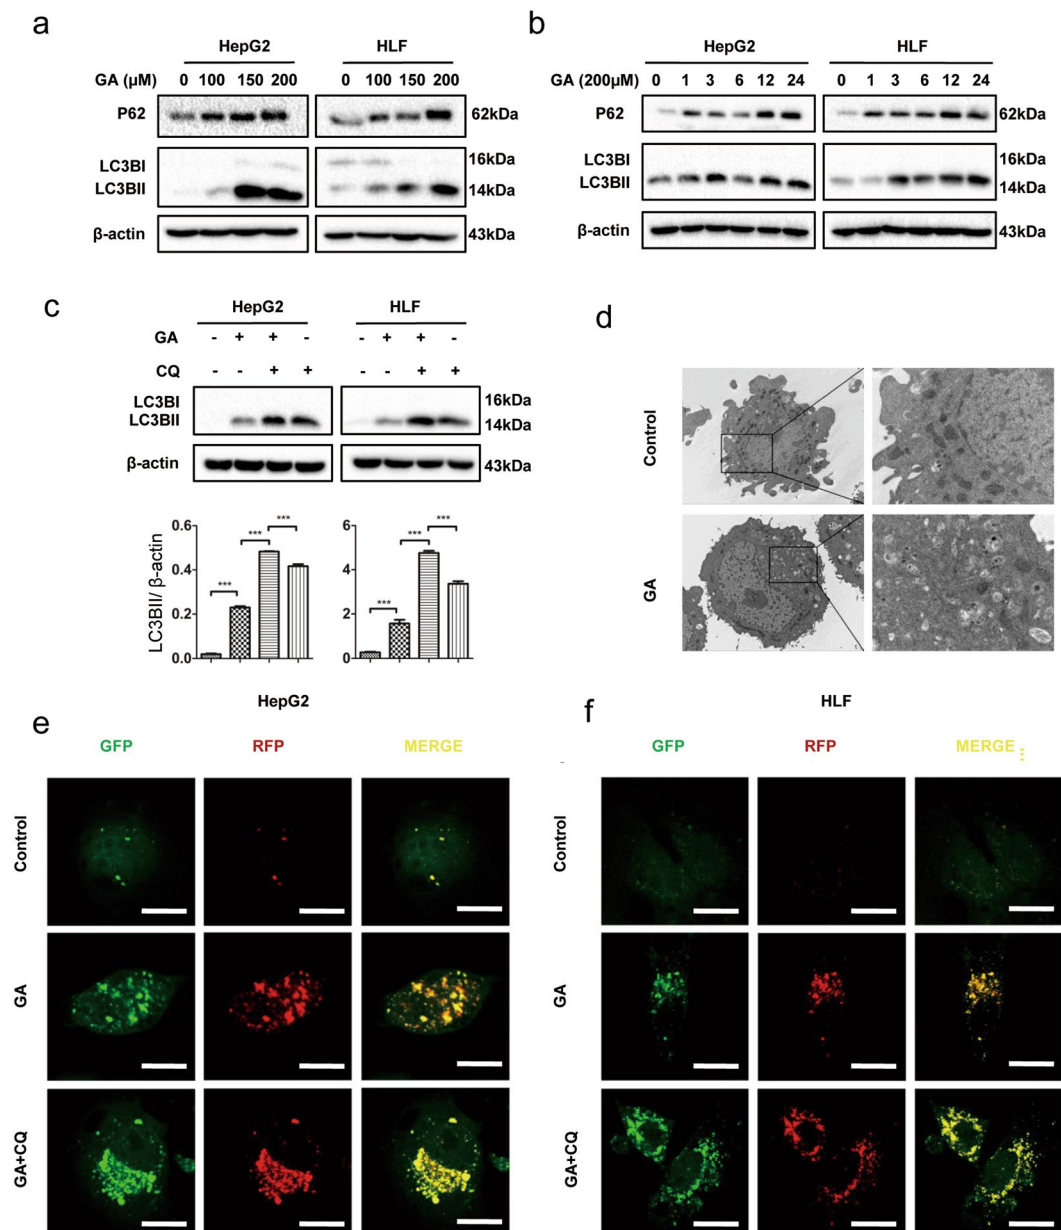 a
HepG2 HLF
GA (μM) 0 100 150 200 0 100 150 200
P62 62kDa
LC3BI 16kDa
LC3BII 14kDa
β-actin 43kDa
b
HepG2 HLF
GA (200μM) 0 1 3 6 12 24 0 1 3 6 12 24
P62 62kDa
LC3BI 16kDa
LC3BII 14kDa
β-actin 43kDa
c
HepG2 HLF
GA - + + - - + + -
CQ - - + + - - + +
LC3BI 16kDa
LC3BII 14kDa
β-actin 43kDa
LC3BII/ β-actin
0.6
0.4
0.2
0.0
***
***
***
6
4
2
0
***
***
***
d
Control
GA
e
HepG2
GFP RFP MERGE
Control
GA
GA+CQ
f
HLF
GFP RFP MERGE
Control
GA
GA+CQ